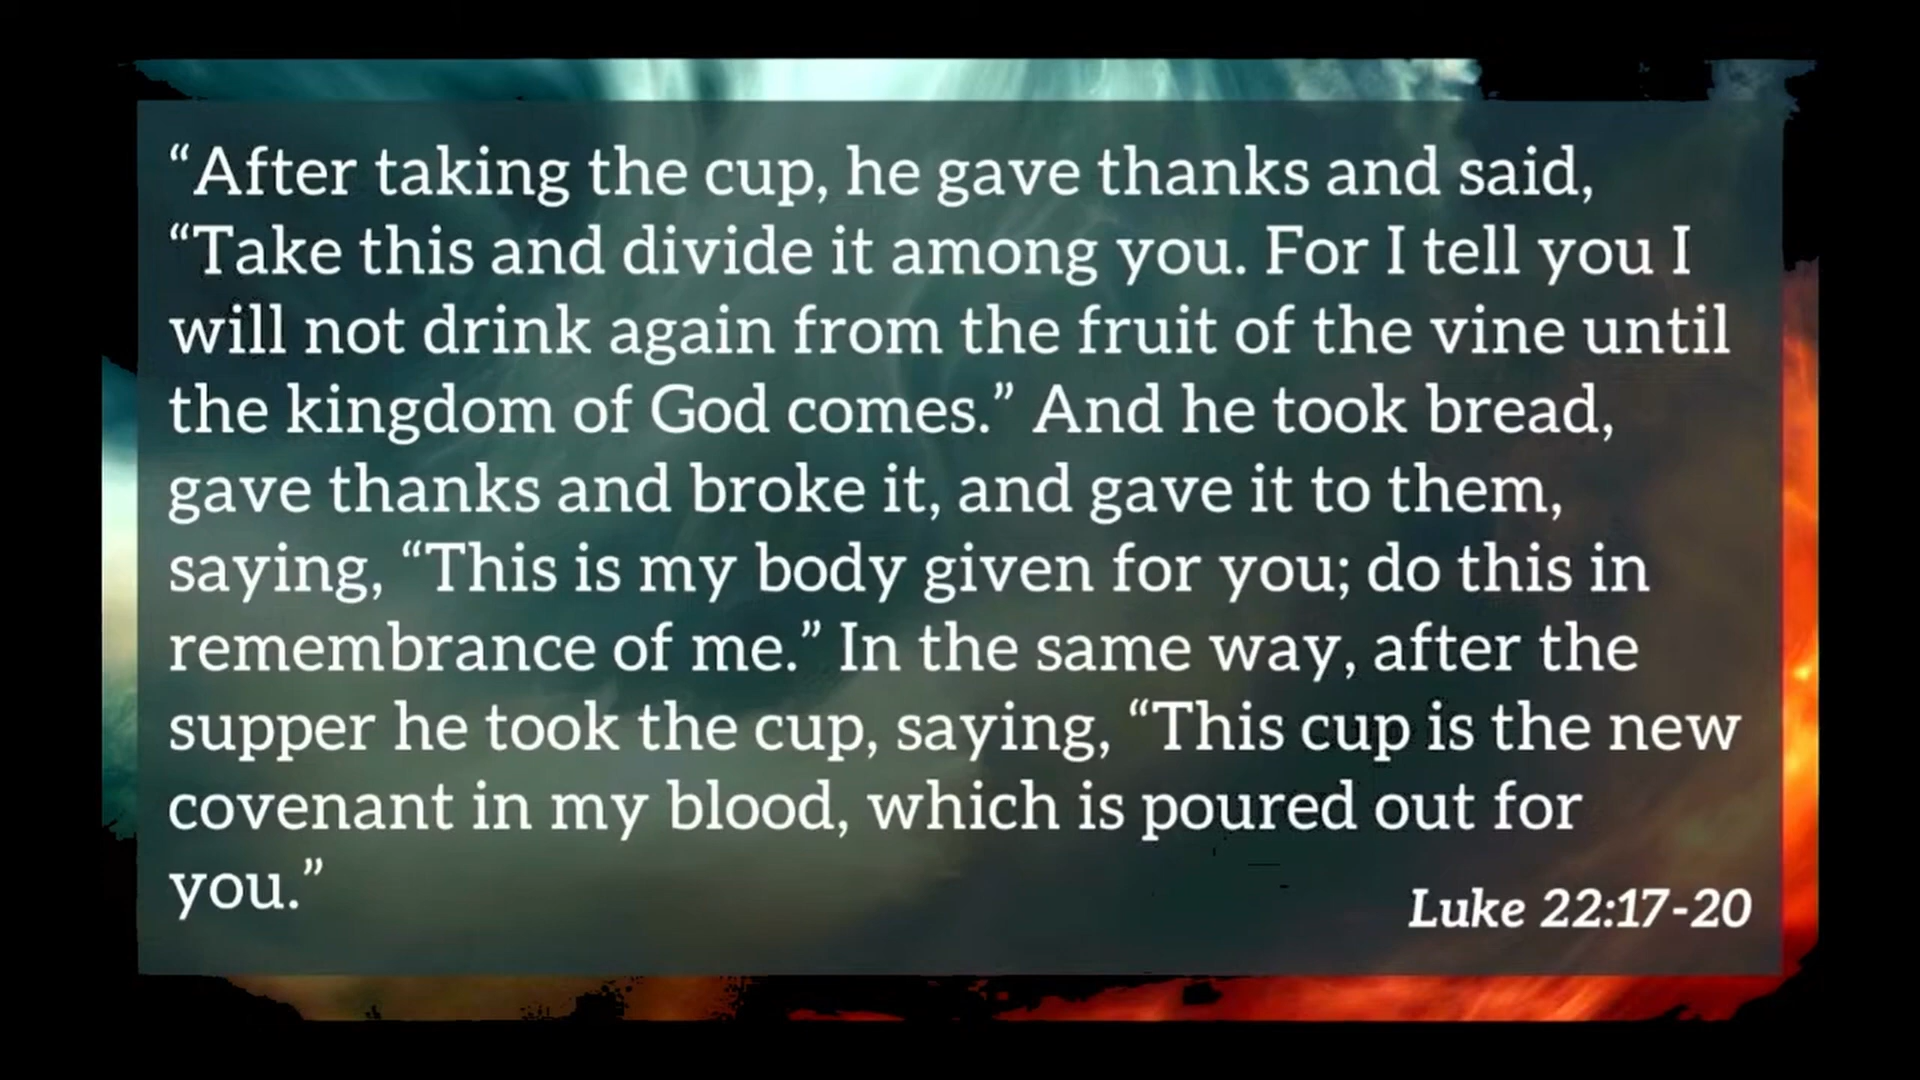 “After taking the cup, he gave thanks and said,
“Take this and divide it among you. For I tell you I
will not drink again from the fruit of the vine until
the kingdom of God comes.” And he took bread,
gave thanks and broke it, and gave it to them,
saying, “This is my body given for you; do this in
remembrance of me.” In the same way, after the
supper he took the cup, saying, “This cup is the new
covenant in my blood, which is poured out for
you.”
Luke 22:17-20